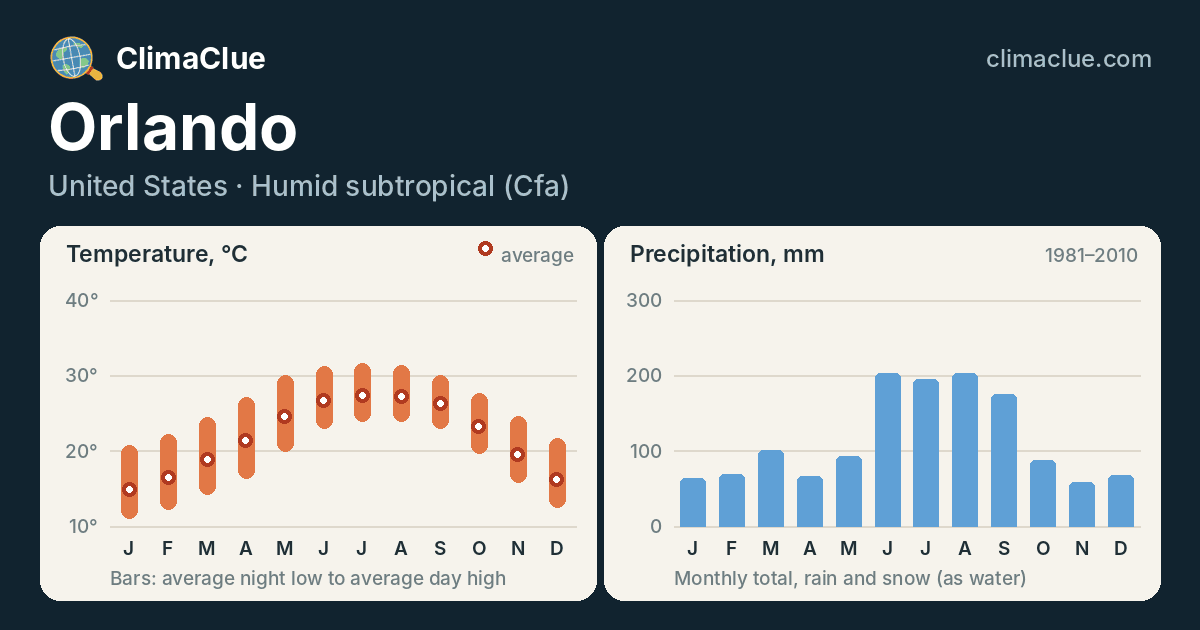 ClimaClue
climaclue.com
Orlando
United States · Humid subtropical (Cfa)
Temperature, °C
average
40°
30°
20°
10°
J F M A M J J A S O N D
Bars: average night low to average day high
Precipitation, mm
1981–2010
300
200
100
0
J F M A M J J A S O N D
Monthly total, rain and snow (as water)